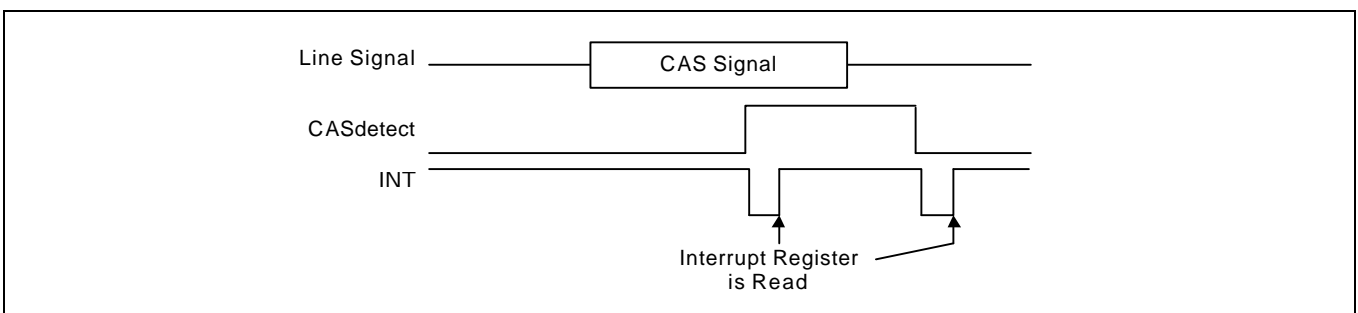 Line Signal
CAS Signal
CASdetect
INT
Interrupt Register
is Read